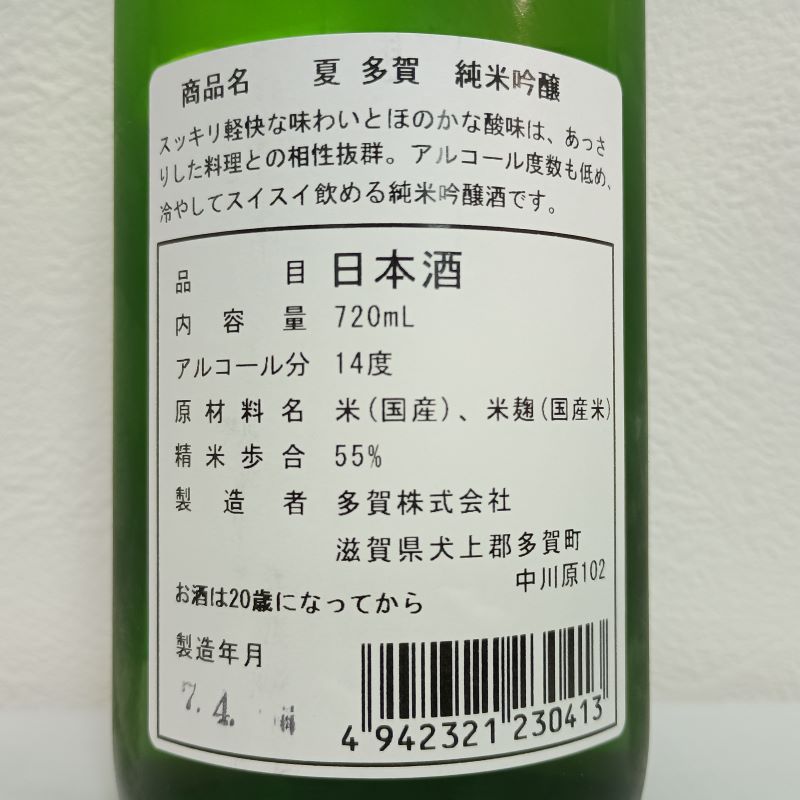 商品名 夏 多賀 純米吟醸
スッキリ軽快な味わいとほのかな酸味は、あっさ
りした料理との相性抜群。アルコール度数も低め、
冷やしてスイスイ飲める純米吟醸酒です。
品目 日本酒
内容量 720mL
アルコール分 14度
原材料名 米(国産)、米麹(国産米)
精米歩合 55%
製造者 多賀株式会社
滋賀県犬上郡多賀町
中川原102
お酒は20歳になってから
製造年月
7.4.
4 942321 230413